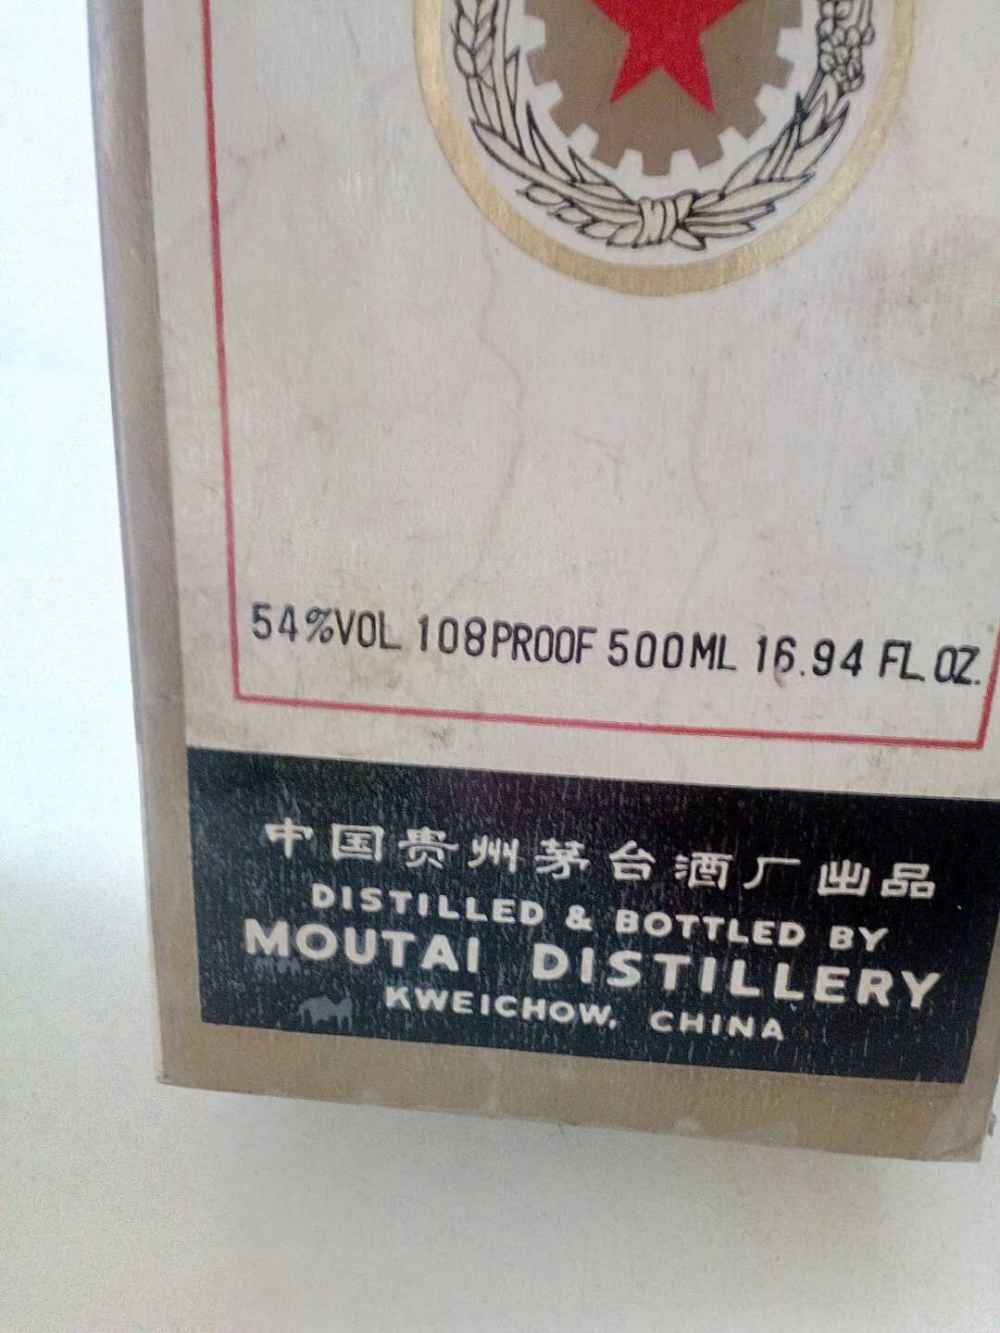 54%VOL 108PROOF 500ML 16.94 FL.OZ.
中国贵州茅台酒厂出品
DISTILLED & BOTTLED BY
MOUTAI DISTILLERY
KWEICHOW, CHINA